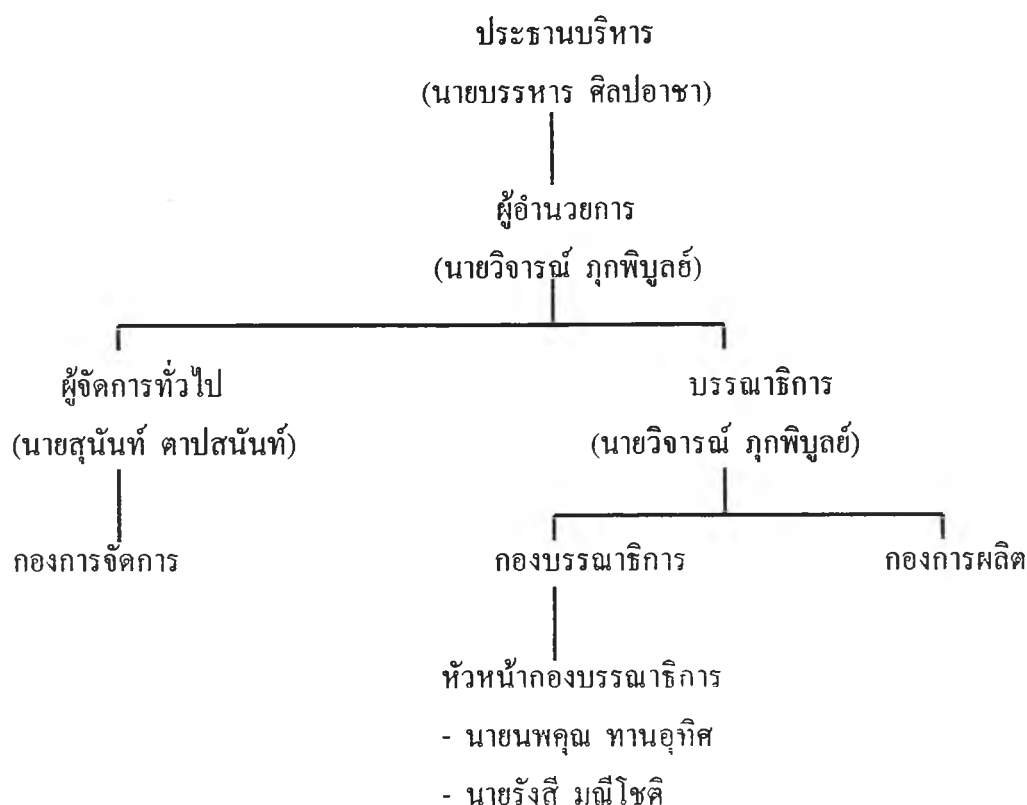 ประธานบริหาร
(นายบรรหาร ศิลปอาชา)
ผู้อำนวยการ
(นายวิจารณ์ ภุกพิบูลย์)
ผู้จัดการทั่วไป
(นายสุนันท์ ตาปสนันท์)
บรรณาธิการ
(นายวิจารณ์ ภุกพิบูลย์)
กองการจัดการ
กองบรรณาธิการ
กองการผลิต
หัวหน้ากองบรรณาธิการ
- นายนพคุณ ทานอุทิศ
- นายรังสี มณีโชติ